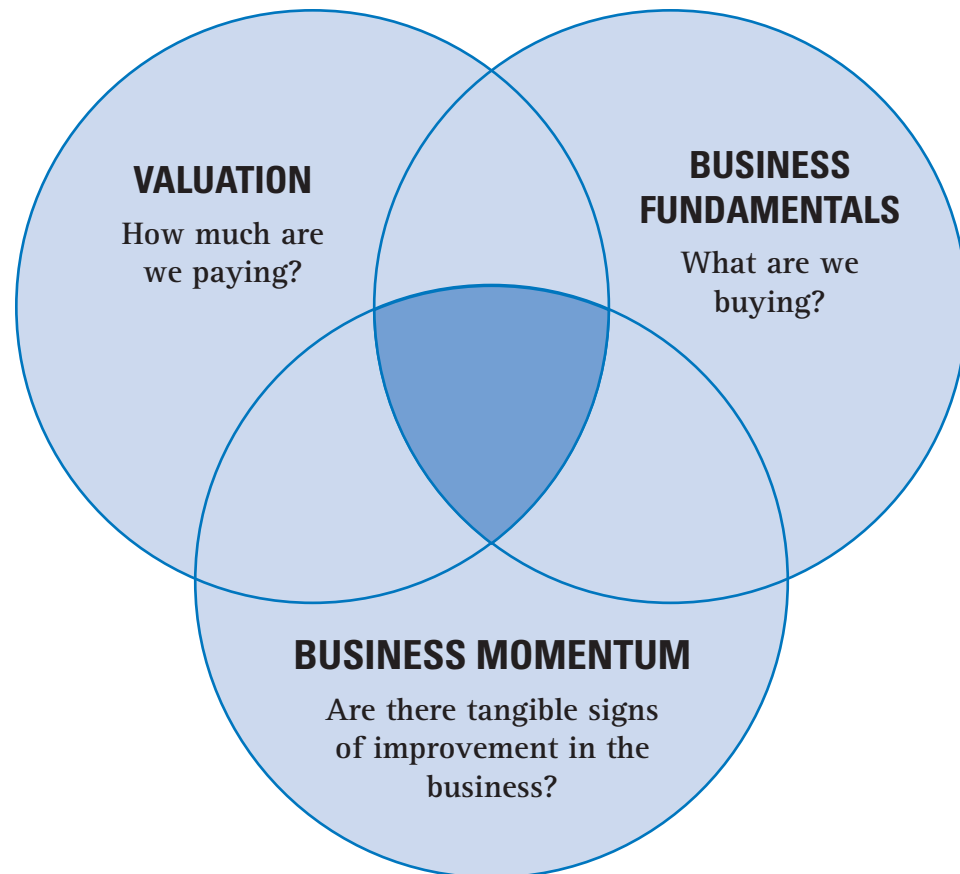 VALUATION
How much are
we paying?
BUSINESS
FUNDAMENTALS
What are we
buying?
BUSINESS MOMENTUM
Are there tangible signs
of improvement in the
business?